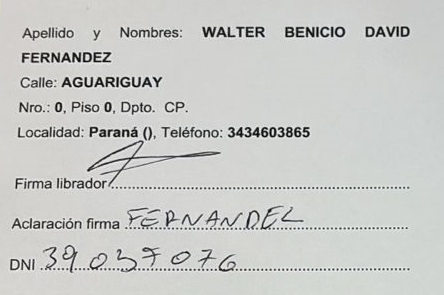 Apellido y Nombres: WALTER BENICIO DAVID
FERNANDEZ
Calle: AGUARIGUAY
Nro.: 0, Piso 0, Dpto. CP.
Localidad: Paraná (), Teléfono: 3434603865
Firma librador
Aclaración firma FERNANDEZ
DNI 39037076